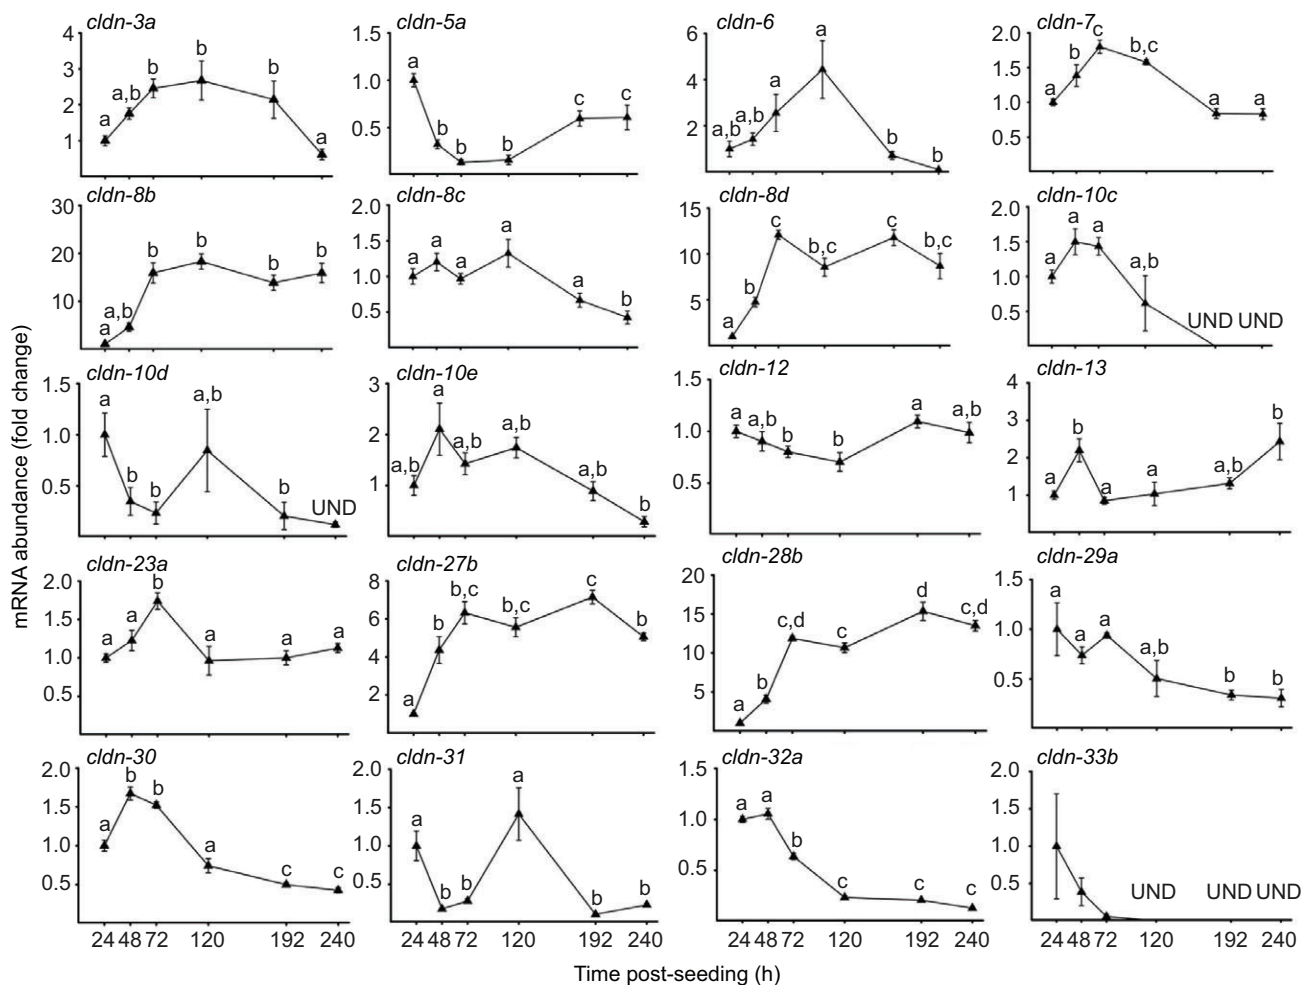 mRNA abundance (fold change)
cldn-3a
4
3
2
1
a
a,b
b
b
b
a
cldn-5a
1.5
1.0
0.5
a
b
b
b
c
c
cldn-6
6
4
2
a,b
a,b
a
a
b
b
cldn-7
2.0
1.5
1.0
0.5
a
b
c
b,c
a
a
cldn-8b
30
20
10
a
a,b
b
b
b
b
cldn-8c
2.0
1.5
1.0
0.5
a
a
a
a
a
b
cldn-8d
15
10
5
a
b
c
b,c
c
b,c
cldn-10c
2.0
1.5
1.0
0.5
a
a
a
a,b
UND UND
cldn-10d
1.5
1.0
0.5
a
b
b
a,b
b
UND
cldn-10e
3
2
1
a,b
a
a,b
a,b
a,b
b
cldn-12
1.5
1.0
0.5
a
a,b
b
b
a
a,b
cldn-13
4
3
2
1
a
b
a
a
a,b
b
cldn-23a
2.0
1.5
1.0
0.5
a
a
b
a
a
a
cldn-27b
8
6
4
2
a
b
b,c
b,c
c
b
cldn-28b
20
15
10
5
a
b
c,d
c
d
c,d
cldn-29a
1.5
1.0
0.5
a
a
a
a,b
b
b
cldn-30
2.0
1.5
1.0
0.5
a
b
b
a
c
c
24 48 72 120 192 240
cldn-31
2.0
1.5
1.0
0.5
a
b
b
a
b
b
24 48 72 120 192 240
cldn-32a
1.5
1.0
0.5
a
a
b
c
c
c
24 48 72 120 192 240
cldn-33b
2.0
1.5
1.0
0.5
UND UND UND
24 48 72 120 192 240
Time post-seeding (h)